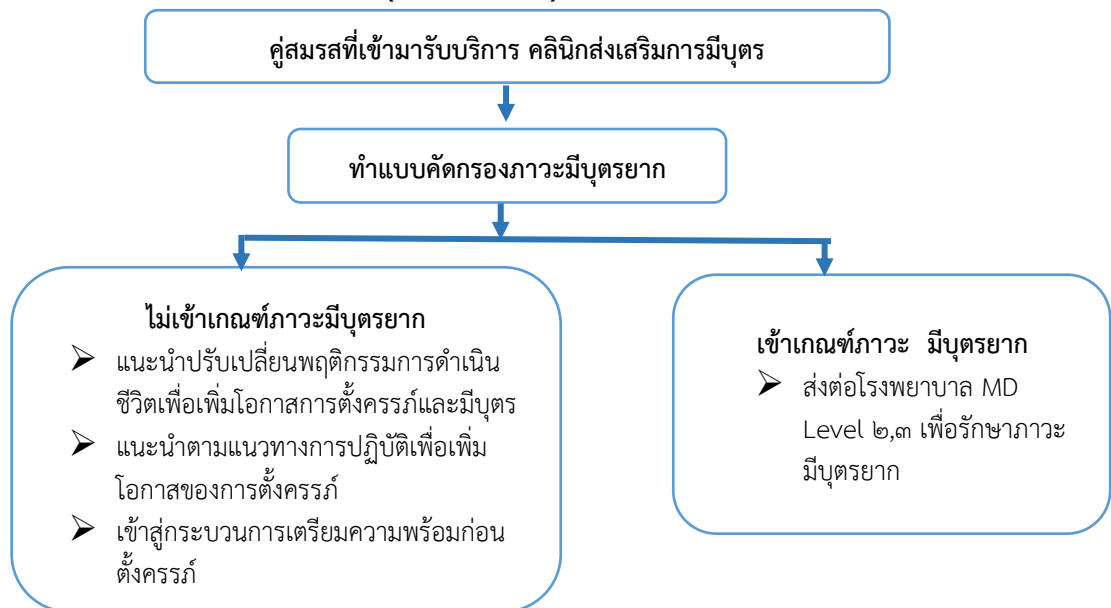 คู่สมรสที่เข้ามารับบริการ คลินิกส่งเสริมการมีบุตร
ทำแบบคัดกรองภาวะมีบุตรยาก
ไม่เข้าเกณฑ์ภาวะมีบุตรยาก
➢ แนะนำปรับเปลี่ยนพฤติกรรมการดำเนิน
ชีวิตเพื่อเพิ่มโอกาสการตั้งครรภ์และมีบุตร
➢ แนะนำตามแนวทางการปฏิบัติเพื่อเพิ่ม
โอกาสของการตั้งครรภ์
➢ เข้าสู่กระบวนการเตรียมความพร้อมก่อน
ตั้งครรภ์
เข้าเกณฑ์ภาวะ มีบุตรยาก
➢ ส่งต่อโรงพยาบาล MD
Level ๒,๓ เพื่อรักษาภาวะ
มีบุตรยาก